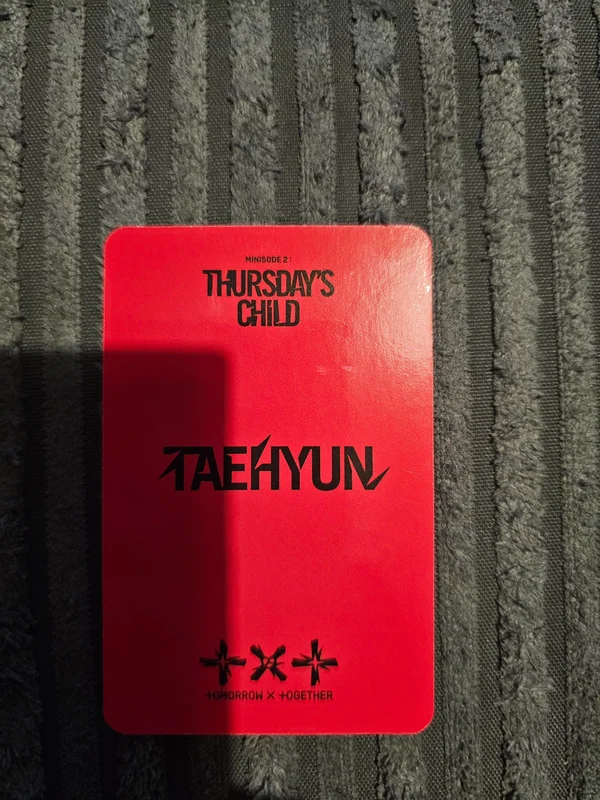 MINISODE 2 :
THURSDAY'S
CHILD
TAEHYUN
TOMORROW X TOGETHER